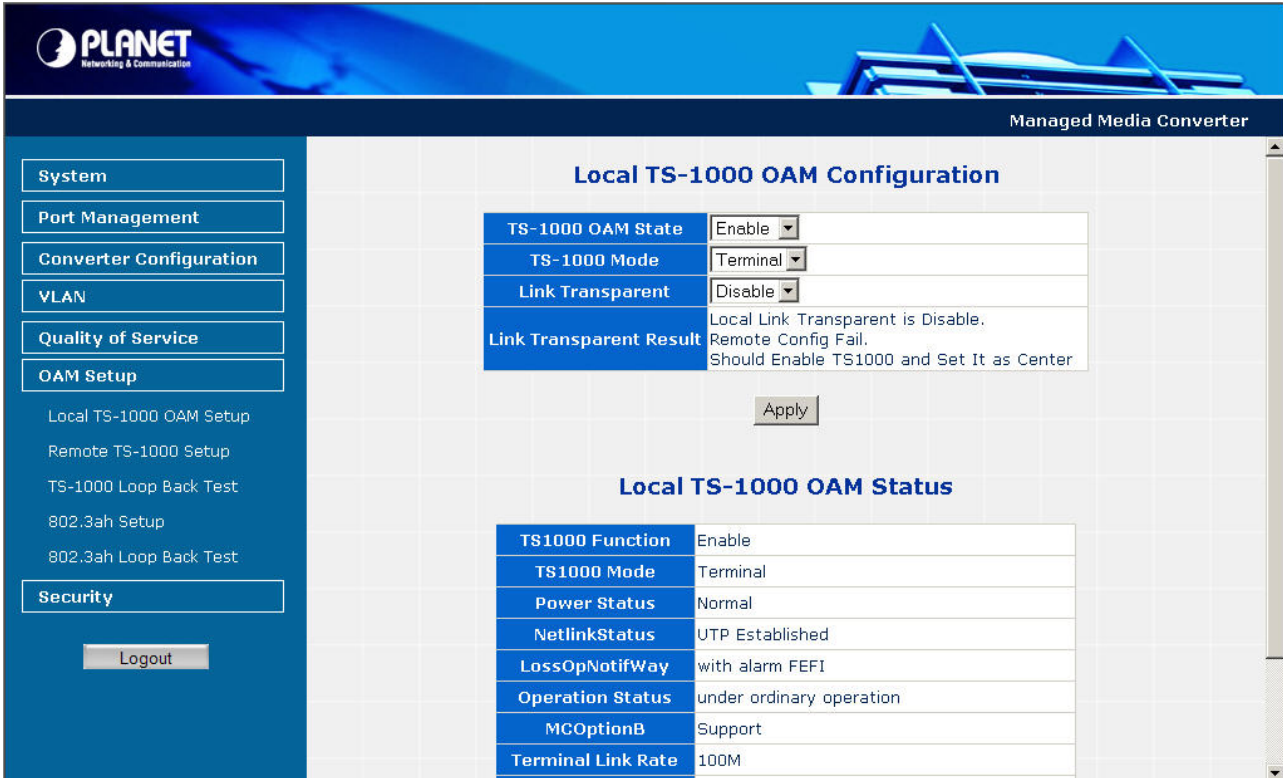 PLANET
Networking & Communication
Managed Media Converter
System
Port Management
Converter Configuration
VLAN
Quality of Service
OAM Setup
Local TS-1000 OAM Setup
Remote TS-1000 Setup
TS-1000 Loop Back Test
802.3ah Setup
802.3ah Loop Back Test
Security
Logout
Local TS-1000 OAM Configuration
TS-1000 OAM State Enable
TS-1000 Mode Terminal
Link Transparent Disable
Link Transparent Result
Local Link Transparent is Disable.
Remote Config Fail.
Should Enable TS1000 and Set It as Center
Apply
Local TS-1000 OAM Status
TS1000 Function Enable
TS1000 Mode Terminal
Power Status Normal
NetlinkStatus UTP Established
LossOpNotifWay with alarm FEFI
Operation Status under ordinary operation
MCOptionB Support
Terminal Link Rate 100M